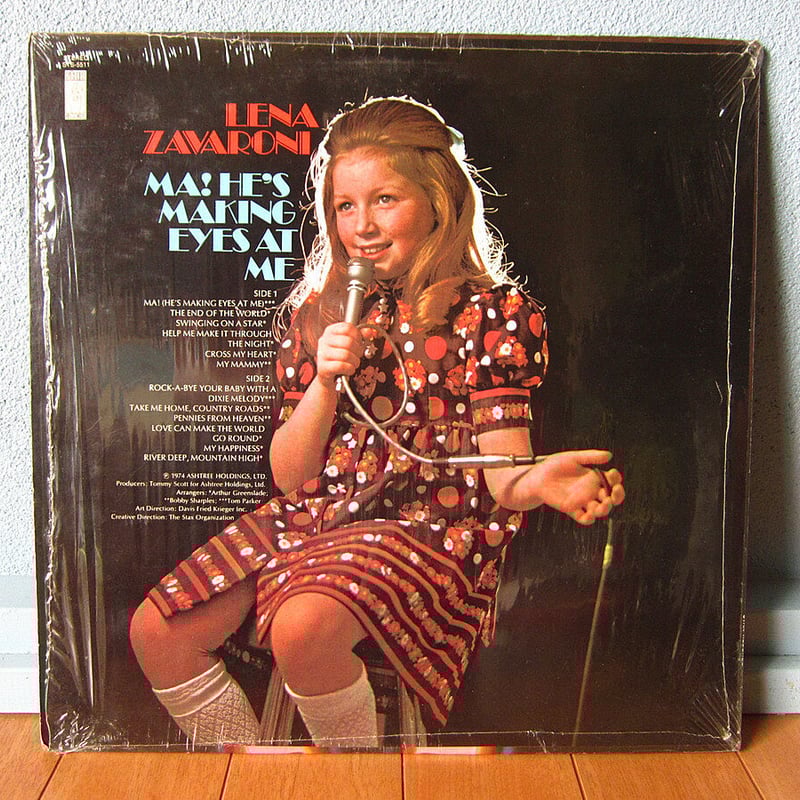 STEREO
STS-5511
LENA
ZAVARONI
MA! HE'S
MAKING
EYES AT
ME
SIDE 1
MA! (HE'S MAKING EYES AT ME)***
THE END OF THE WORLD*
SWINGING ON A STAR*
HELP ME MAKE IT THROUGH
THE NIGHT*
CROSS MY HEART*
MY MAMMY**
SIDE 2
ROCK-A-BYE YOUR BABY WITH A
DIXIE MELODY***
TAKE ME HOME, COUNTRY ROADS**
PENNIES FROM HEAVEN**
LOVE CAN MAKE THE WORLD
GO ROUND*
MY HAPPINESS*
RIVER DEEP, MOUNTAIN HIGH*
℗ 1974 ASHTREE HOLDINGS, LTD.
Producers: Tommy Scott for Ashtree Holdings, Ltd.
Arrangers: *Arthur Greenslade;
**Bobby Sharples; ***Tom Parker
Art Direction: Davis Fried Krieger Inc.
Creative Direction: The Stax Organization